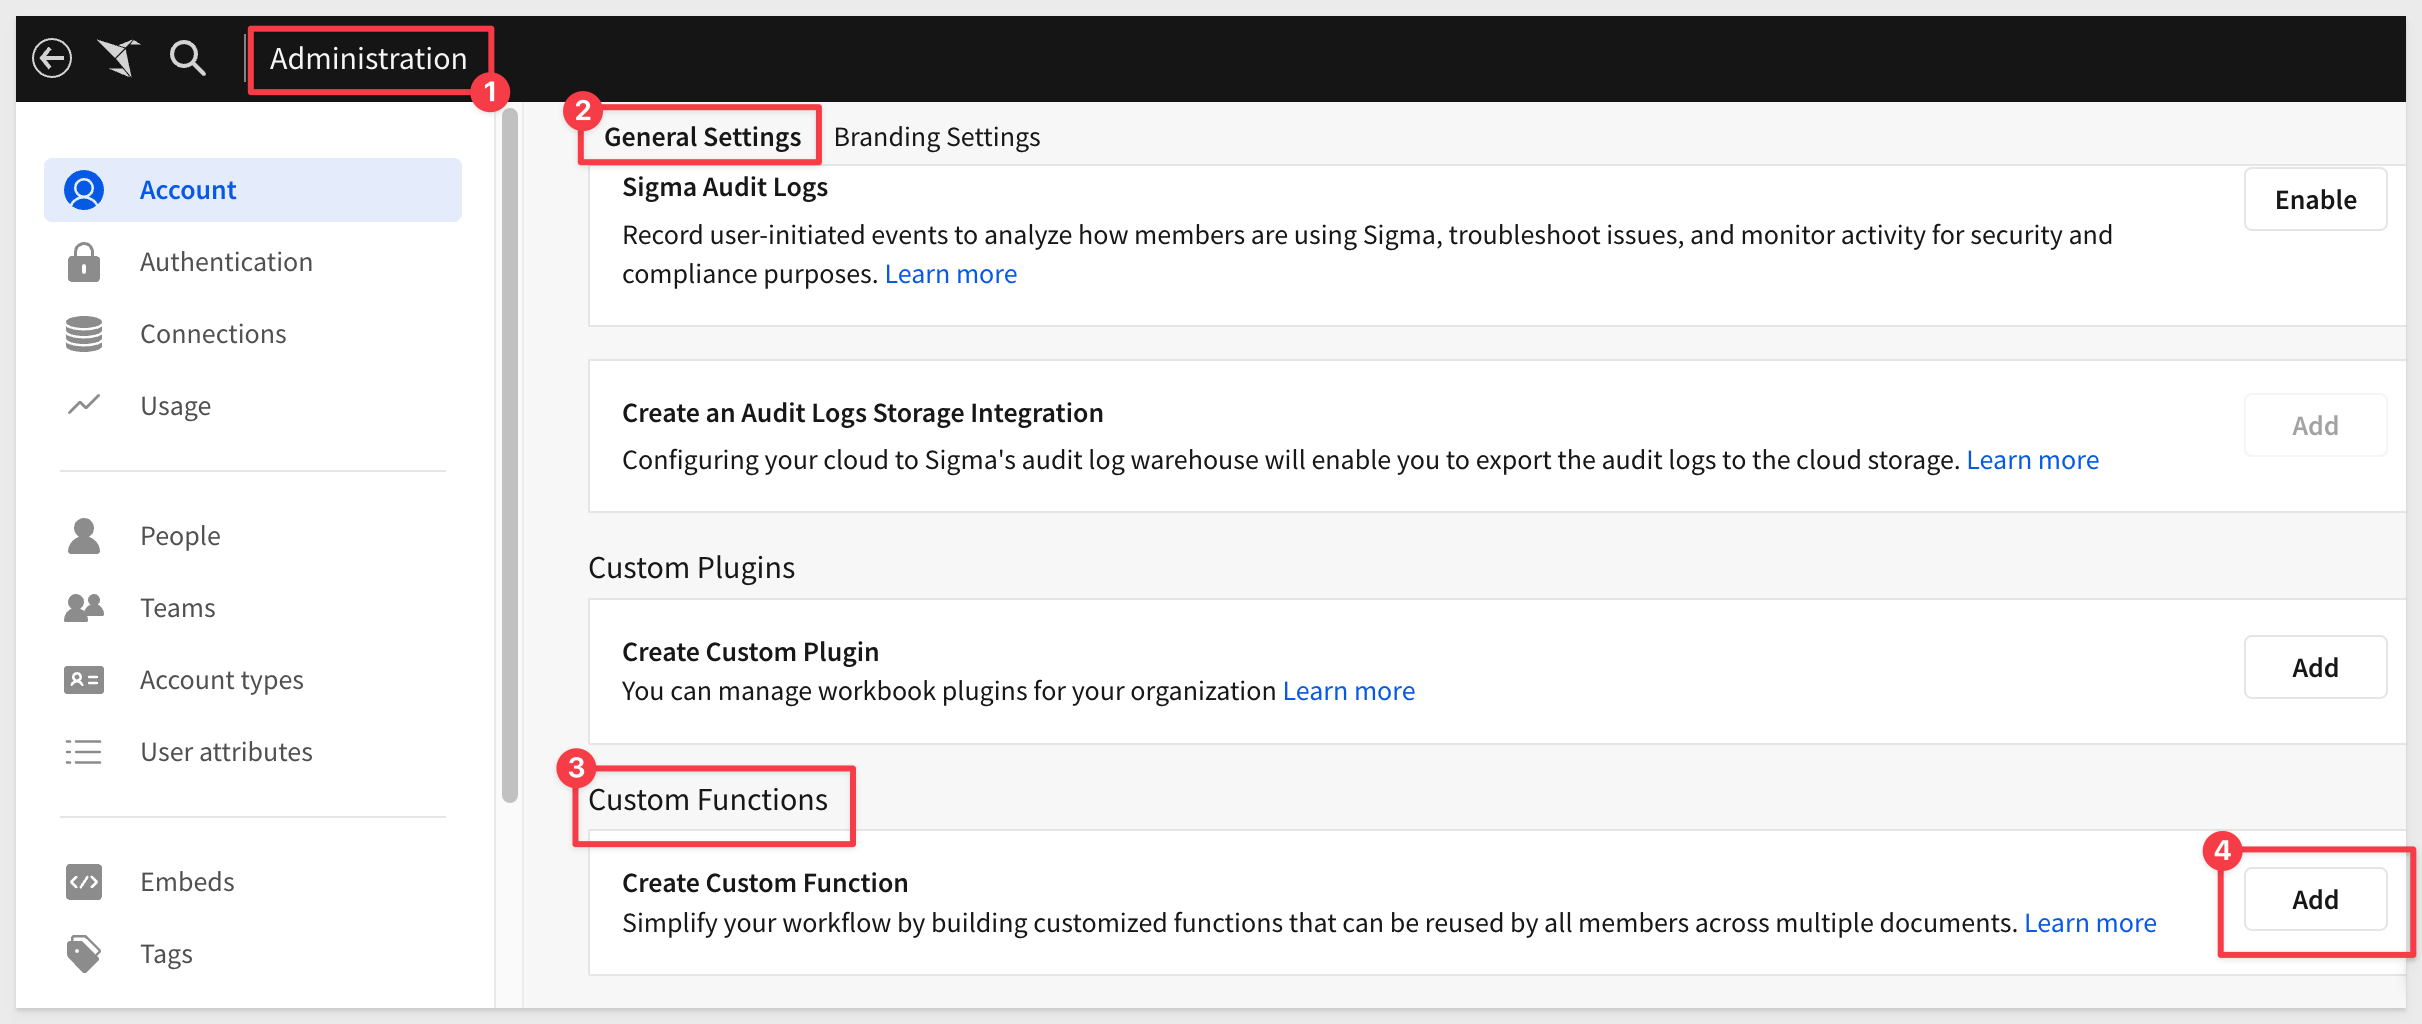 Administration
1
2
General Settings
Branding Settings
Account
Authentication
Connections
Usage
People
Teams
Account types
User attributes
Embeds
Tags
Sigma Audit Logs
Enable
Record user-initiated events to analyze how members are using Sigma, troubleshoot issues, and monitor activity for security and
compliance purposes. Learn more
Create an Audit Logs Storage Integration
Add
Configuring your cloud to Sigma's audit log warehouse will enable you to export the audit logs to the cloud storage. Learn more
Custom Plugins
Create Custom Plugin
Add
You can manage workbook plugins for your organization Learn more
3
Custom Functions
4
Create Custom Function
Add
Simplify your workflow by building customized functions that can be reused by all members across multiple documents. Learn more